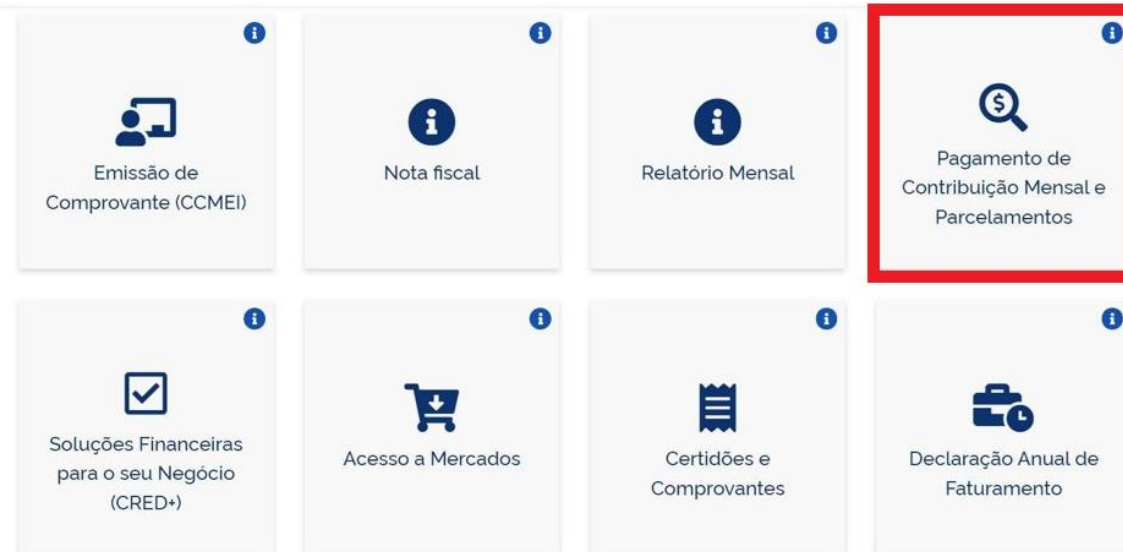 Emissão de
Comprovante (CCMEI)
Nota fiscal
Relatório Mensal
Pagamento de
Contribuição Mensal e
Parcelamentos
Soluções Financeiras
para o seu Negócio
(CRED+)
Acesso a Mercados
Certidões e
Comprovantes
Declaração Anual de
Faturamento